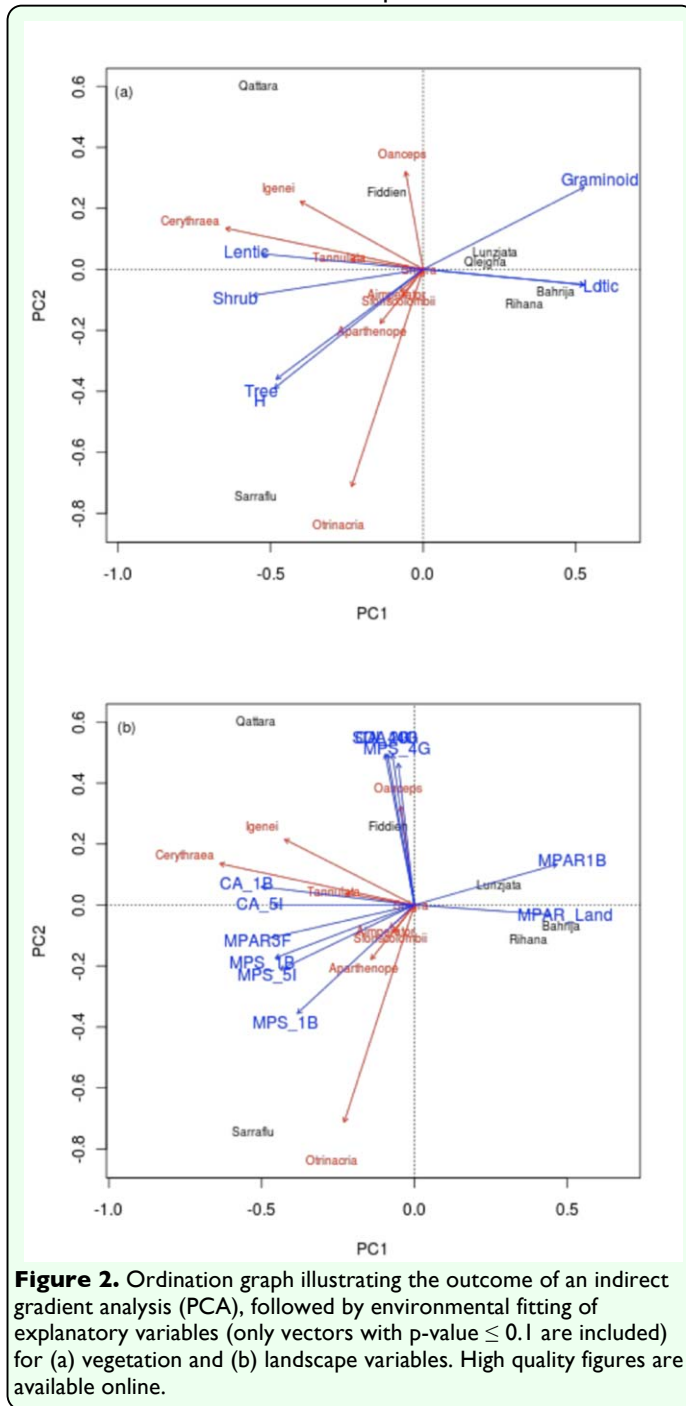 (a)
Qattara
Oanceps
Igenei
Fiddien
Graminoid
Cerythraea
Lentic
Tannulata
Lunzjata
Qlejgha
Shrub
Ldtic
Bahrija
Rihana
Aparthenope
Tree
H
Sarraflu
Otrinacria
0.6
0.4
0.2
0.0
-0.2
-0.4
-0.6
-0.8
PC2
-1.0 -0.5 0.0 0.5
PC1
(b)
Qattara
MPS_4G
Oanceps
Igenei
Fiddien
Cerythraea
MPAR1B
CA_1B
Tannulata
Lunzjata
CA_5I
MPAR_Land
Bahrija
MPAR3F
Rihana
MPS_1B
Aparthenope
MPS_5I
MPS_1B
Sarraflu
Otrinacria
0.6
0.4
0.2
0.0
-0.2
-0.4
-0.6
-0.8
PC2
-1.0 -0.5 0.0 0.5
PC1
Figure 2. Ordination graph illustrating the outcome of an indirect
gradient analysis (PCA), followed by environmental fitting of
explanatory variables (only vectors with p-value ≤ 0.1 are included)
for (a) vegetation and (b) landscape variables. High quality figures are
available online.